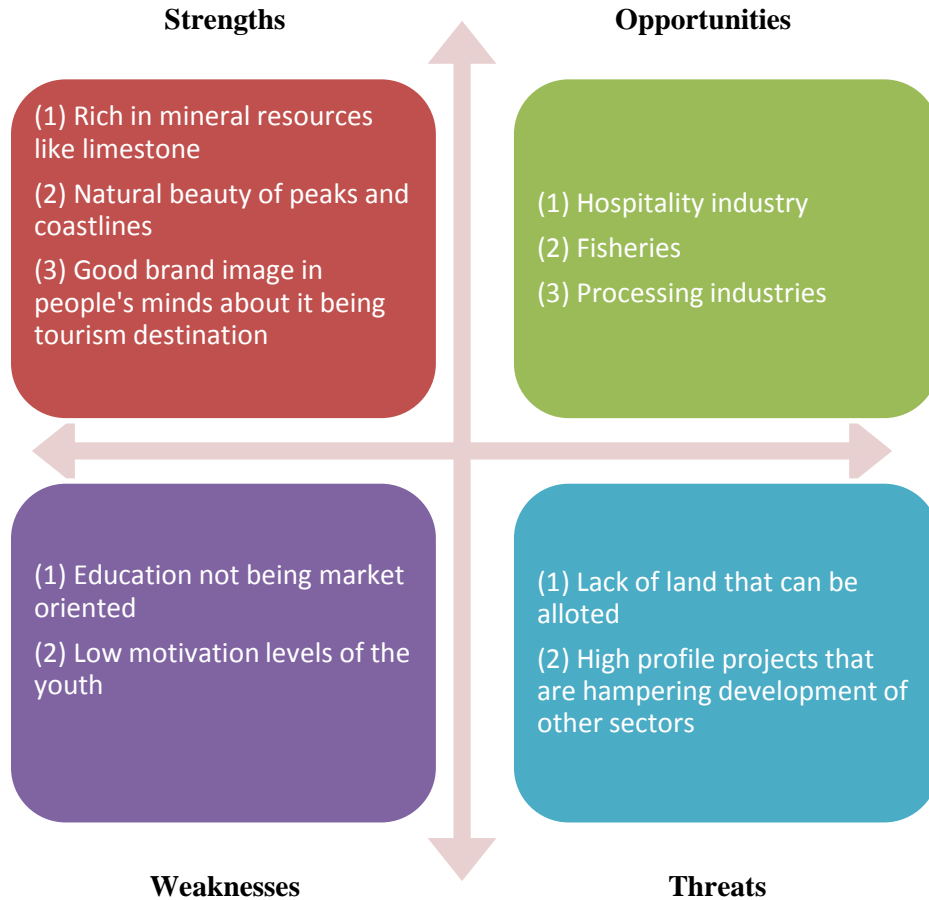 Strengths
Opportunities
(1) Rich in mineral resources
like limestone
(2) Natural beauty of peaks and
coastlines
(3) Good brand image in
people's minds about it being
tourism destination
(1) Hospitality industry
(2) Fisheries
(3) Processing industries
(1) Education not being market
oriented
(2) Low motivation levels of the
youth
(1) Lack of land that can be
alloted
(2) High profile projects that
are hampering development of
other sectors
Weaknesses
Threats